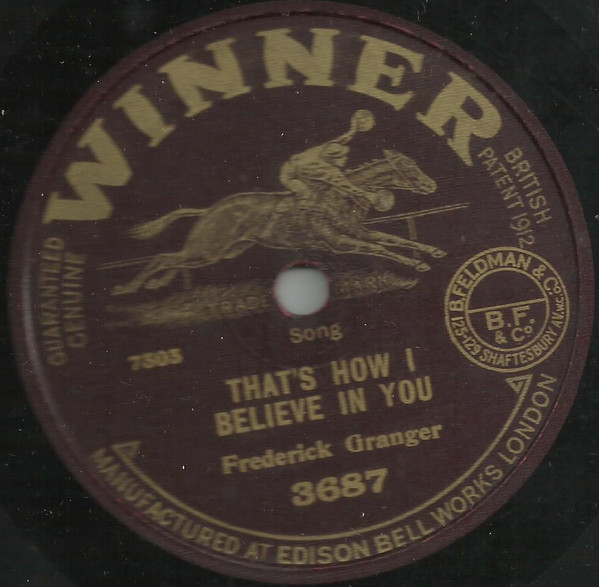 WINNER
GUARANTEED
GENUINE
BRITISH
PATENT 1912
TRADE MARK
B. FELDMAN & Co.
B.F.
& Co.
125-129 SHAFTESBURY AV. W.C.
Song
7303
THAT'S HOW I
BELIEVE IN YOU
Frederick Granger
3687
MANUFACTURED AT EDISON BELL WORKS LONDON